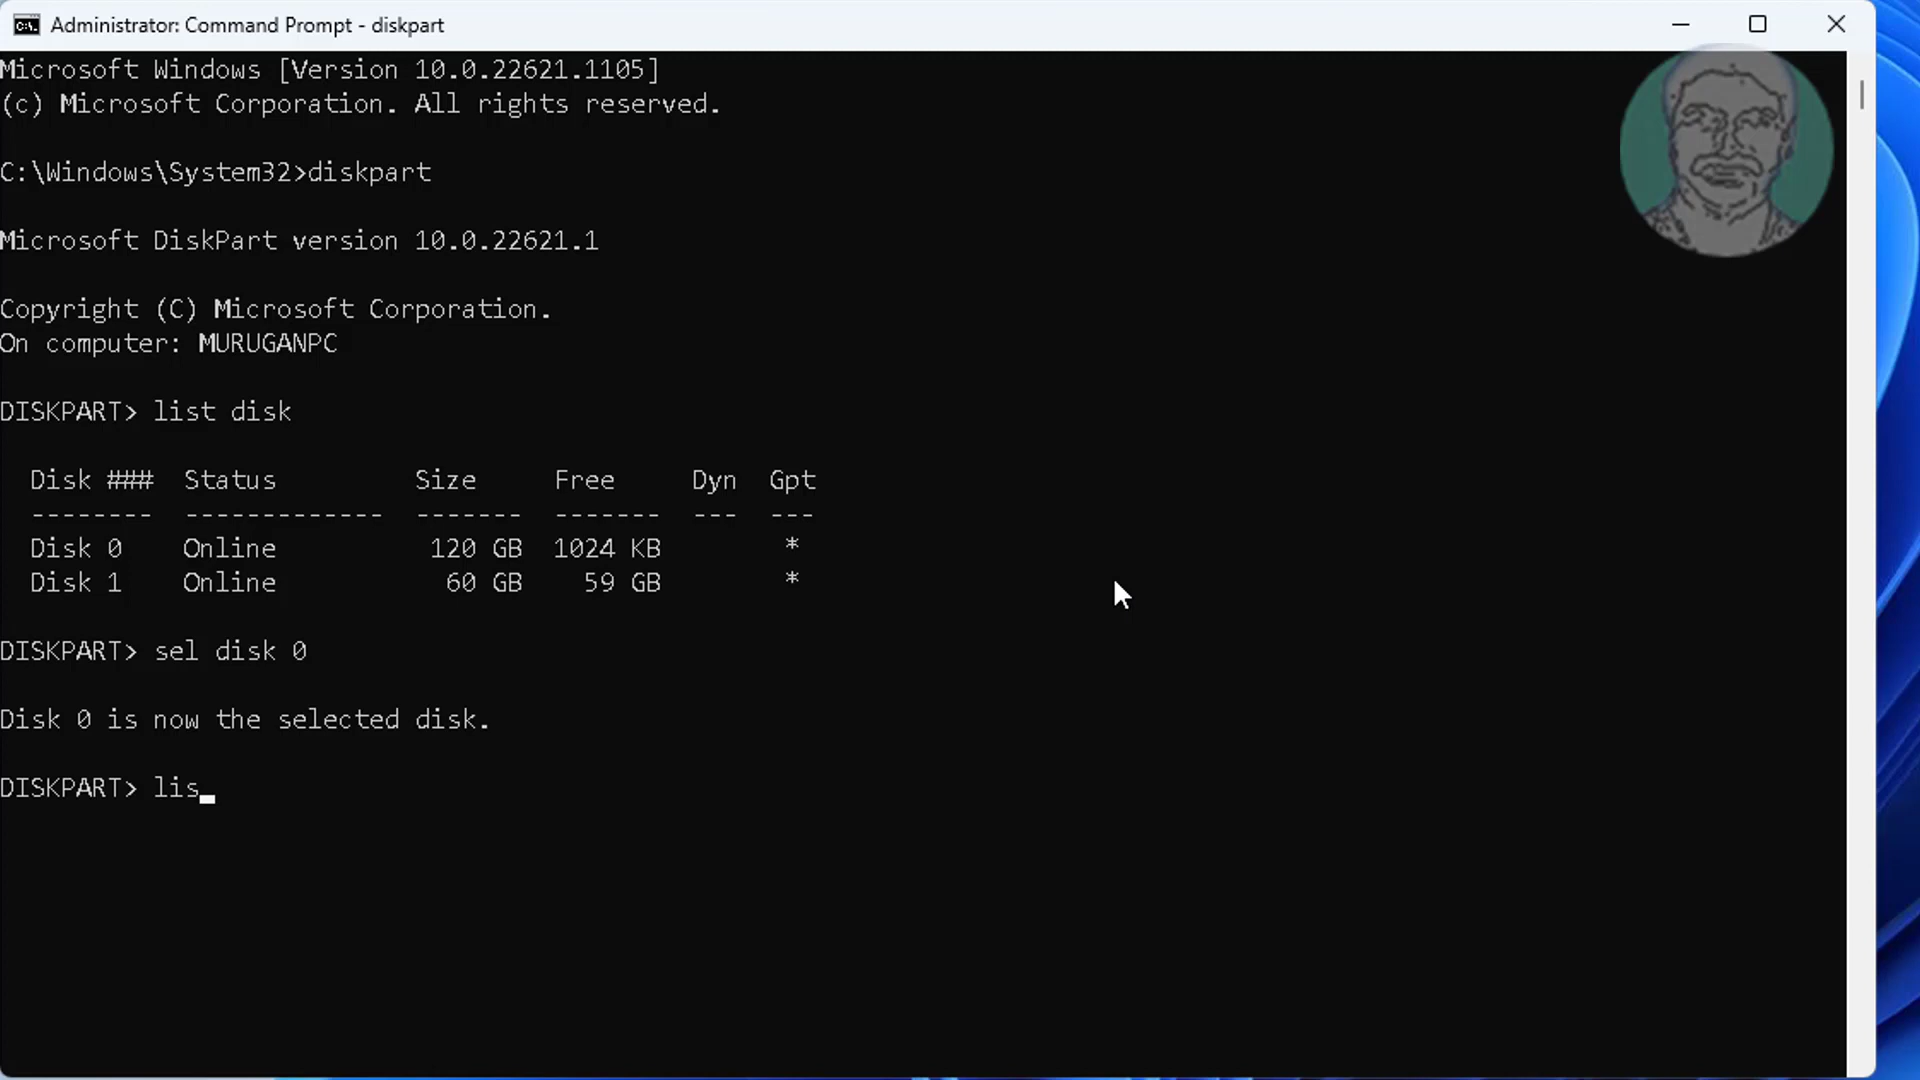 Administrator: Command Prompt - diskpart
Microsoft Windows [Version 10.0.22621.1105]
(c) Microsoft Corporation. All rights reserved.
C:\Windows\System32>diskpart
Microsoft DiskPart version 10.0.22621.1
Copyright (C) Microsoft Corporation.
On computer: MURUGANPC
DISKPART> list disk
Disk ###  Status         Size     Free     Dyn  Gpt
--------  -------------  -------  -------  ---  ---
Disk 0    Online          120 GB  1024 KB        *
Disk 1    Online           60 GB    59 GB        *
DISKPART> sel disk 0
Disk 0 is now the selected disk.
DISKPART> lis_